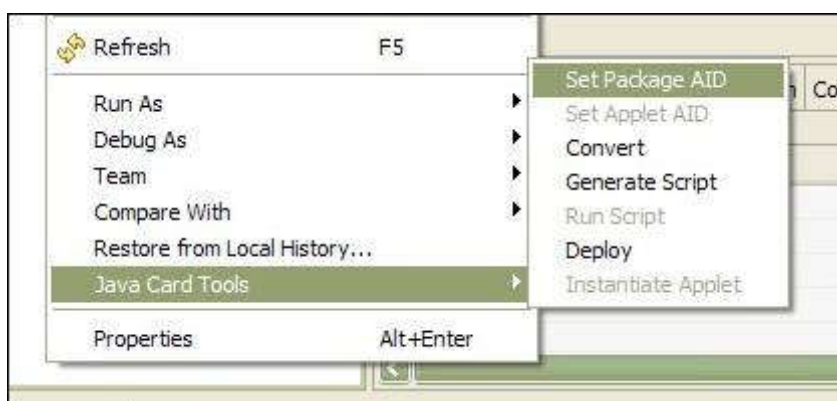 Refresh F5
Run As
Debug As
Team
Compare With
Restore from Local History...
Java Card Tools
Properties Alt+Enter
Set Package AID
Set Applet AID
Convert
Generate Script
Run Script
Deploy
Instantiate Applet
Co